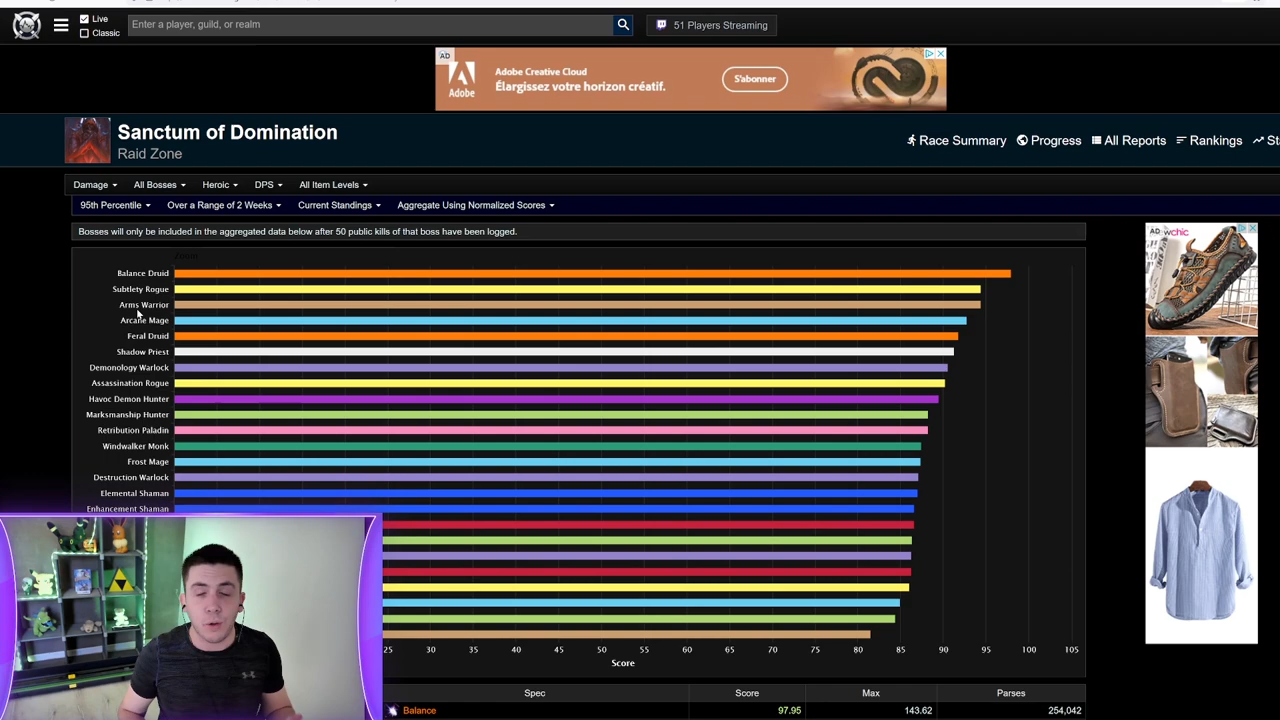 Live
Classic
Enter a player, guild, or realm
51 Players Streaming
AD
Adobe
Adobe Creative Cloud
Élargissez votre horizon créatif.
S'abonner
Sanctum of Domination
Raid Zone
Race Summary
Progress
All Reports
Rankings
St
Damage
All Bosses
Heroic
DPS
All Item Levels
95th Percentile
Over a Range of 2 Weeks
Current Standings
Aggregate Using Normalized Scores
Bosses will only be included in the aggregated data below after 50 public kills of that boss have been logged.
Zoom
AD
Balance Druid
Subtlety Rogue
Arms Warrior
Arcane Mage
Feral Druid
Shadow Priest
Demonology Warlock
Assassination Rogue
Havoc Demon Hunter
Marksmanship Hunter
Retribution Paladin
Windwalker Monk
Frost Mage
Destruction Warlock
Elemental Shaman
Enhancement Shaman
25 30 35 40 45 50 55 60 65 70 75 80 85 90 95 100 105
Score
Spec Score Max Parses
Balance 97.95 143.62 254,042